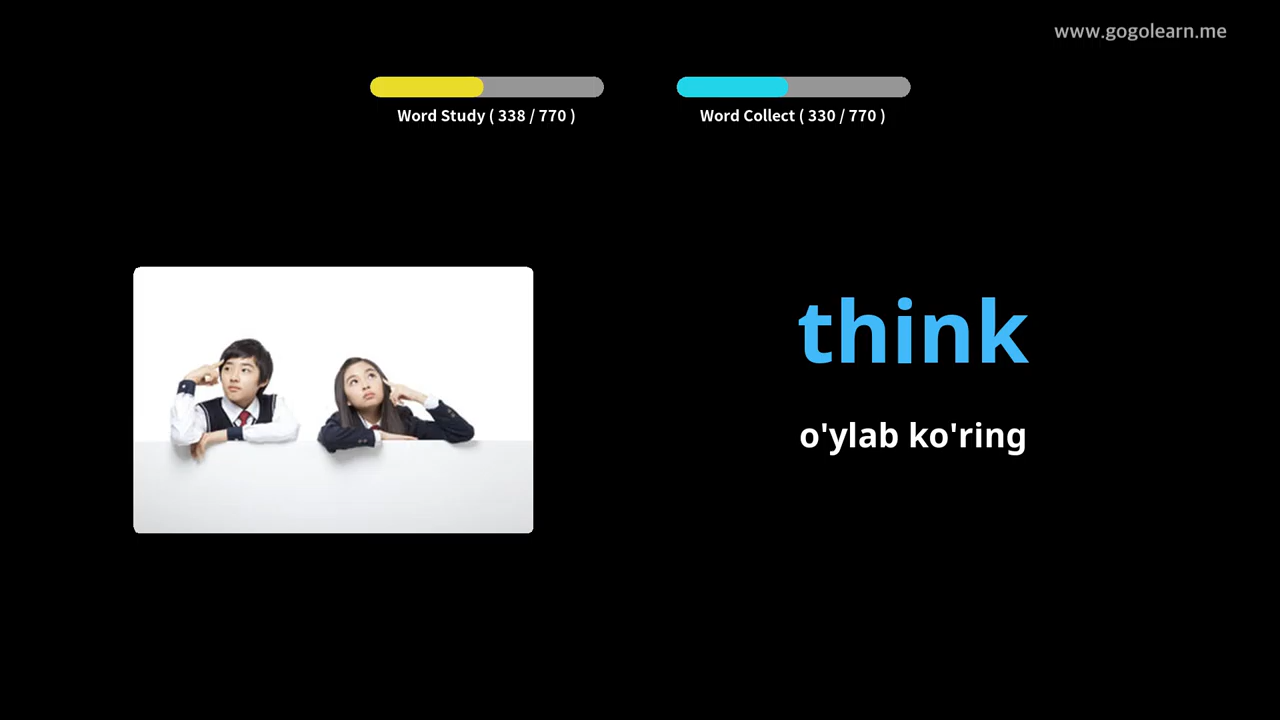 www.gogolearn.me
Word Study ( 338 / 770 )
Word Collect ( 330 / 770 )
think
o'ylab ko'ring